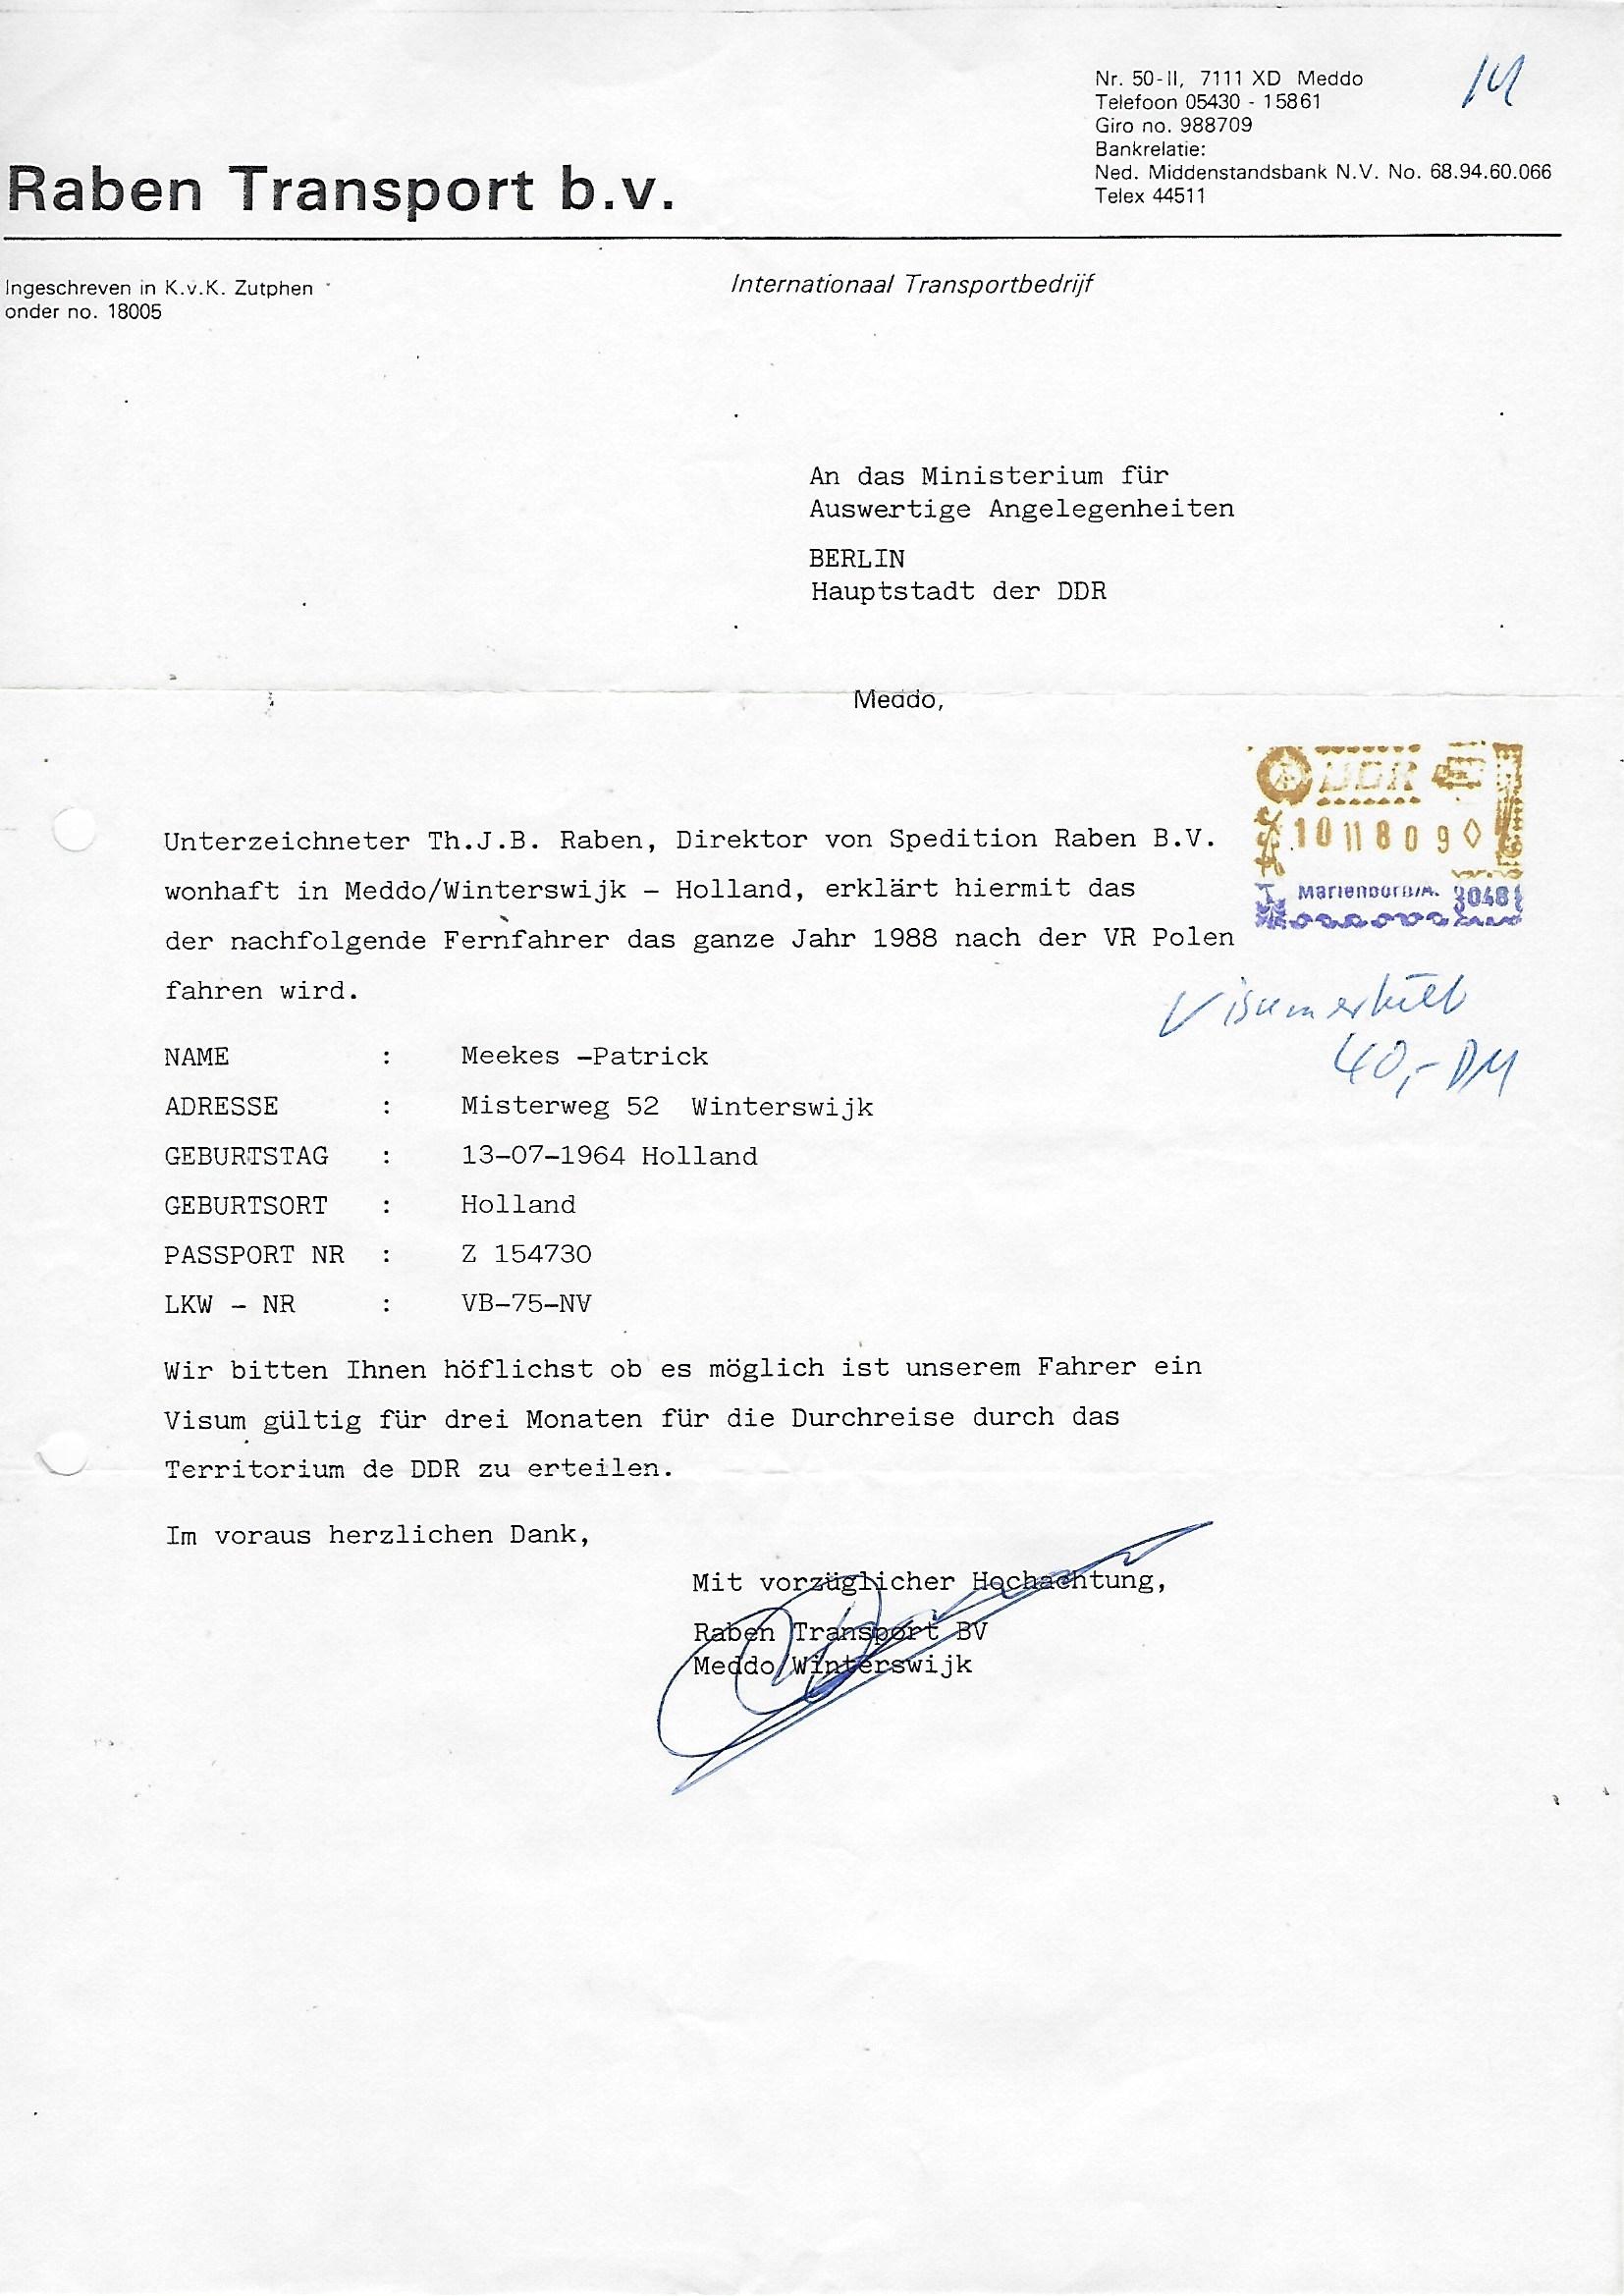 Nr. 50-II, 7111 XD Meddo
Telefoon 05430 - 15861
Giro no. 988709
Bankrelatie:
Ned. Middenstandsbank N.V. No. 68.94.60.066
Telex 44511
Raben Transport b.v.
Ingeschreven in K.v.K. Zutphen
onder no. 18005
Internationaal Transportbedrijf
An das Ministerium für
Auswertige Angelegenheiten
BERLIN
Hauptstadt der DDR
Meddo,
DDR
Unterzeichneter Th.J.B. Raben, Direktor von Spedition Raben B.V.
wonhaft in Meddo/Winterswijk - Holland, erklärt hiermit das
der nachfolgende Fernfahrer das ganze Jahr 1988 nach der VR Polen
fahren wird.
Marienborn/A.
Visum erhielt
40,- DM
NAME : Meekes -Patrick
ADRESSE : Misterweg 52 Winterswijk
GEBURTSTAG : 13-07-1964 Holland
GEBURTSORT : Holland
PASSPORT NR : Z 154730
LKW - NR : VB-75-NV
Wir bitten Ihnen höflichst ob es möglich ist unserem Fahrer ein
Visum gültig für drei Monaten für die Durchreise durch das
Territorium de DDR zu erteilen.
Im voraus herzlichen Dank,
Mit vorzüglicher Hochachtung,
Raben Transport BV
Meddo/Winterswijk